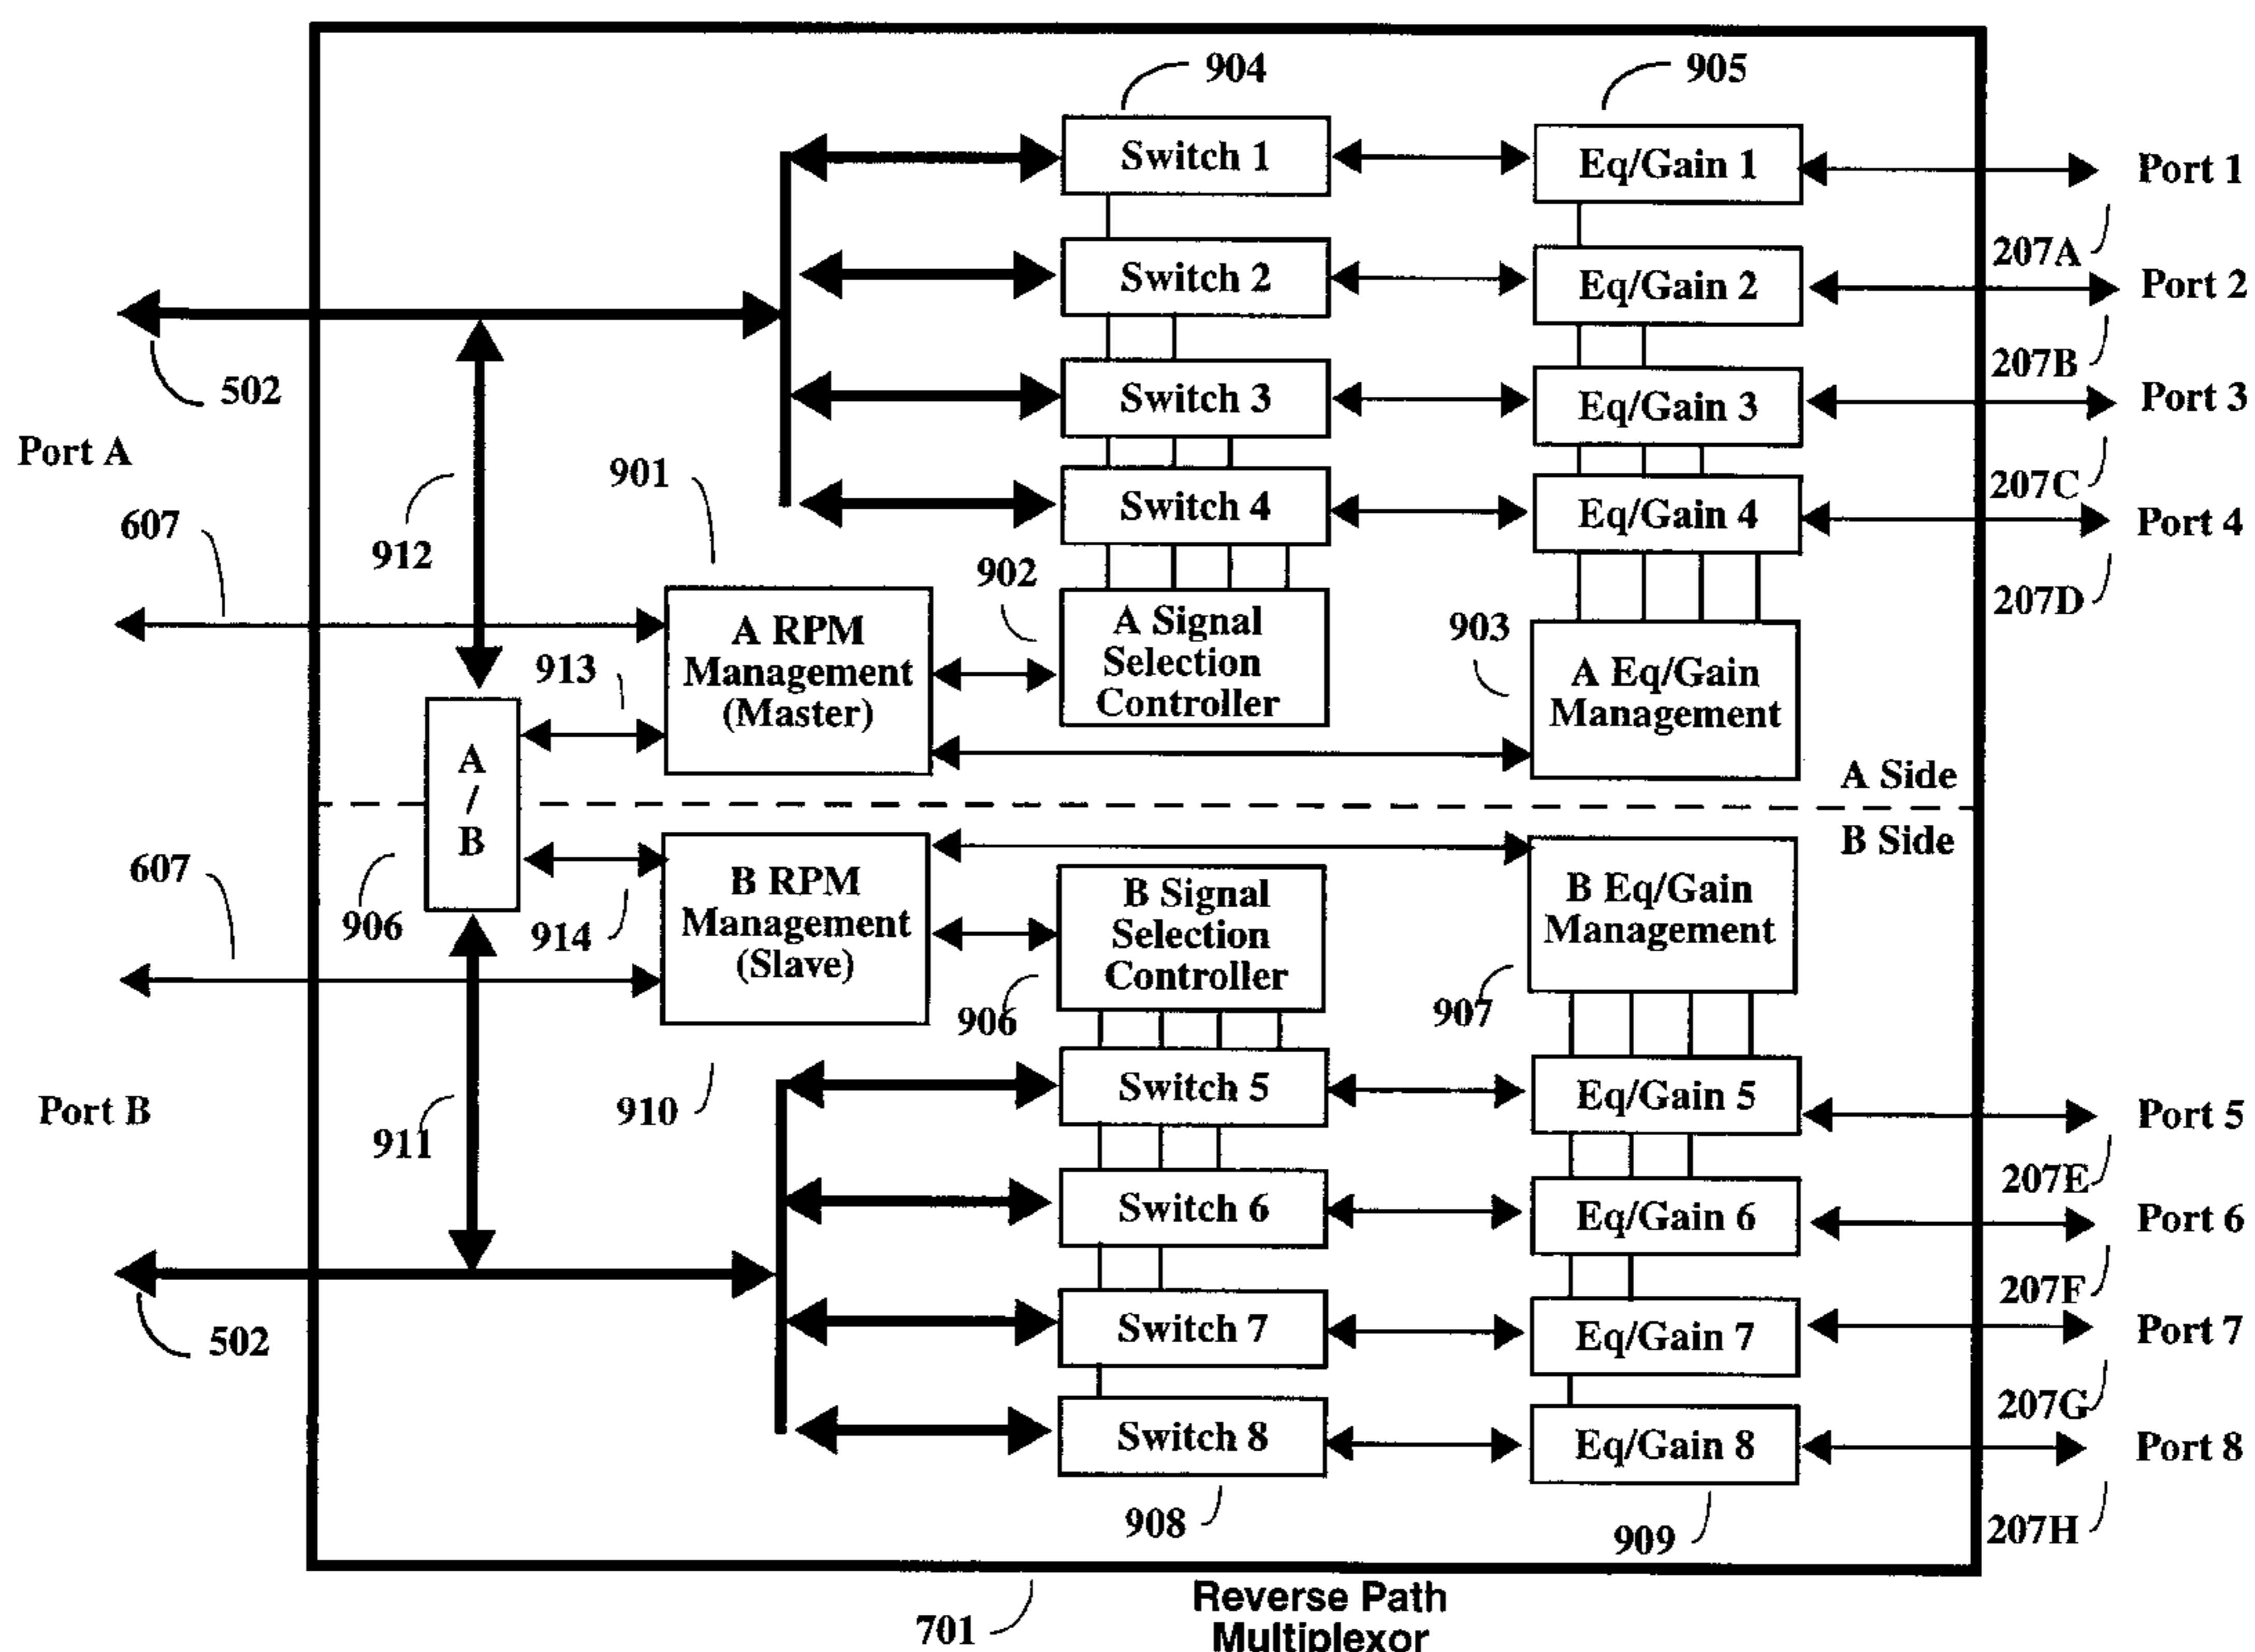 904
905
Switch 1
Eq/Gain 1
Port 1
207A
Switch 2
Eq/Gain 2
Port 2
207B
502
Switch 3
Eq/Gain 3
Port 3
207C
Port A
901
Switch 4
Eq/Gain 4
Port 4
207D
607
912
902
903
913
A RPM
Management
(Master)
A Signal
Selection
Controller
A Eq/Gain
Management
A Side
A
/
B
B Side
607
906
914
B RPM
Management
(Slave)
B Signal
Selection
Controller
B Eq/Gain
Management
906
907
Port B
911
910
Switch 5
Eq/Gain 5
Port 5
207E
Switch 6
Eq/Gain 6
Port 6
207F
502
Switch 7
Eq/Gain 7
Port 7
207G
Switch 8
Eq/Gain 8
Port 8
207H
908
909
701
Reverse Path
Multiplexor